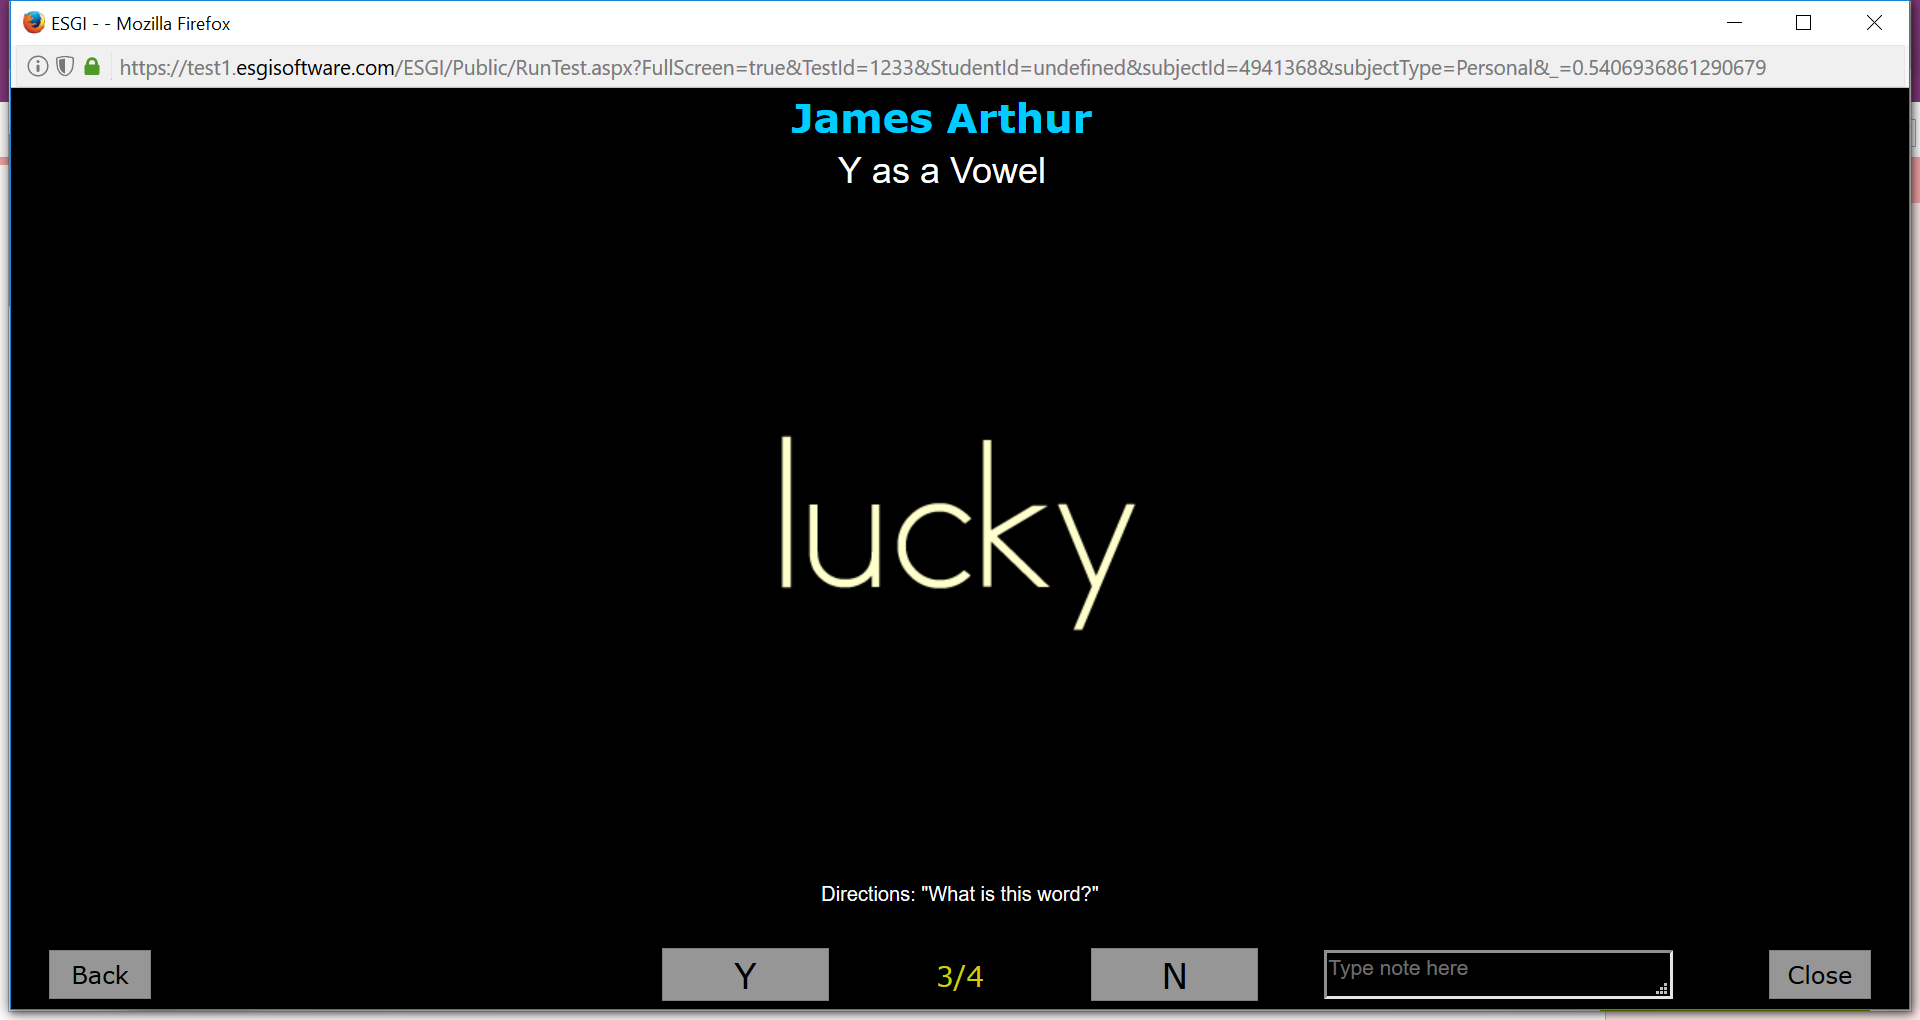 ESGI - - Mozilla Firefox
https://test1.esgisoftware.com/ESGI/Public/RunTest.aspx?FullScreen=true&TestId=1233&StudentId=undefined&subjectId=4941368&subjectType=Personal&_=0.5406936861290679
James Arthur
Y as a Vowel
lucky
Directions: "What is this word?"
Back Y 3/4 N Type note here Close